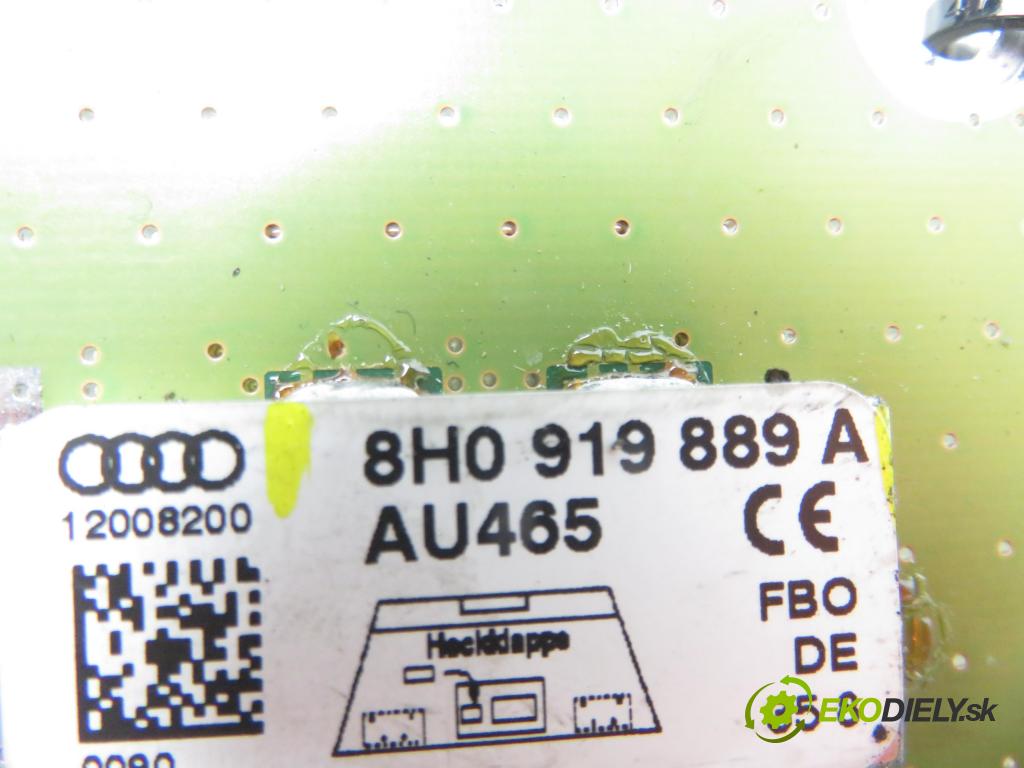 8H0 919 889 A
12008200
AU465
CE
FBO
Heckklappe
DE
EKODIELY.sk